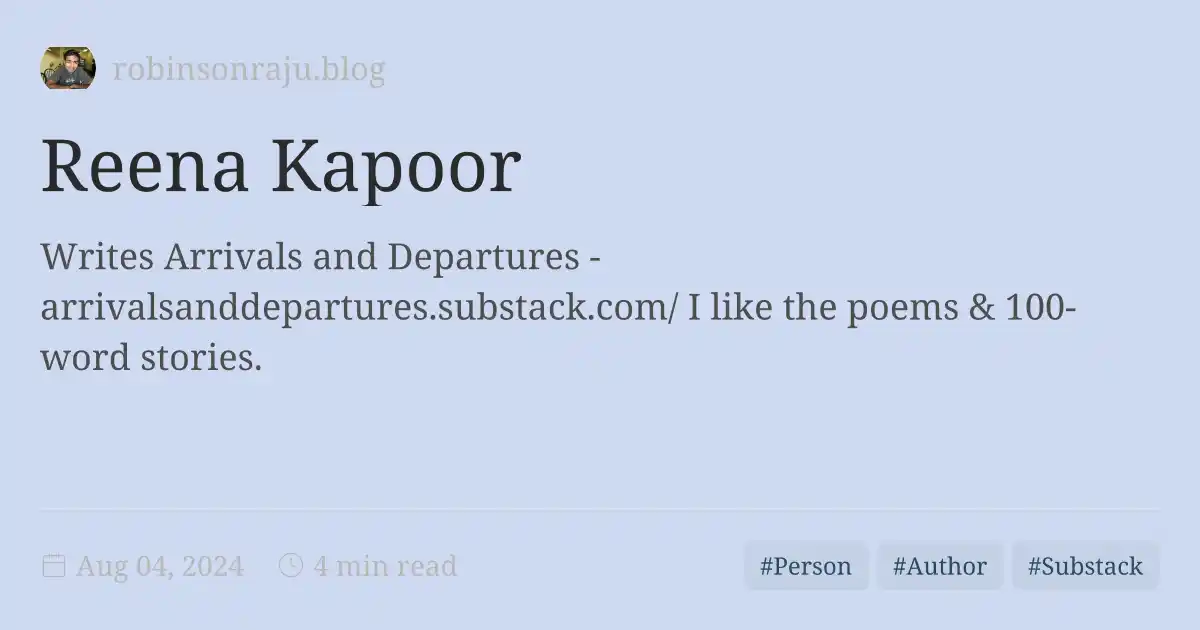 robinsonraju.blog
Reena Kapoor
Writes Arrivals and Departures -
arrivalsanddepartures.substack.com/ I like the poems & 100-
word stories.
Aug 04, 2024 4 min read #Person #Author #Substack